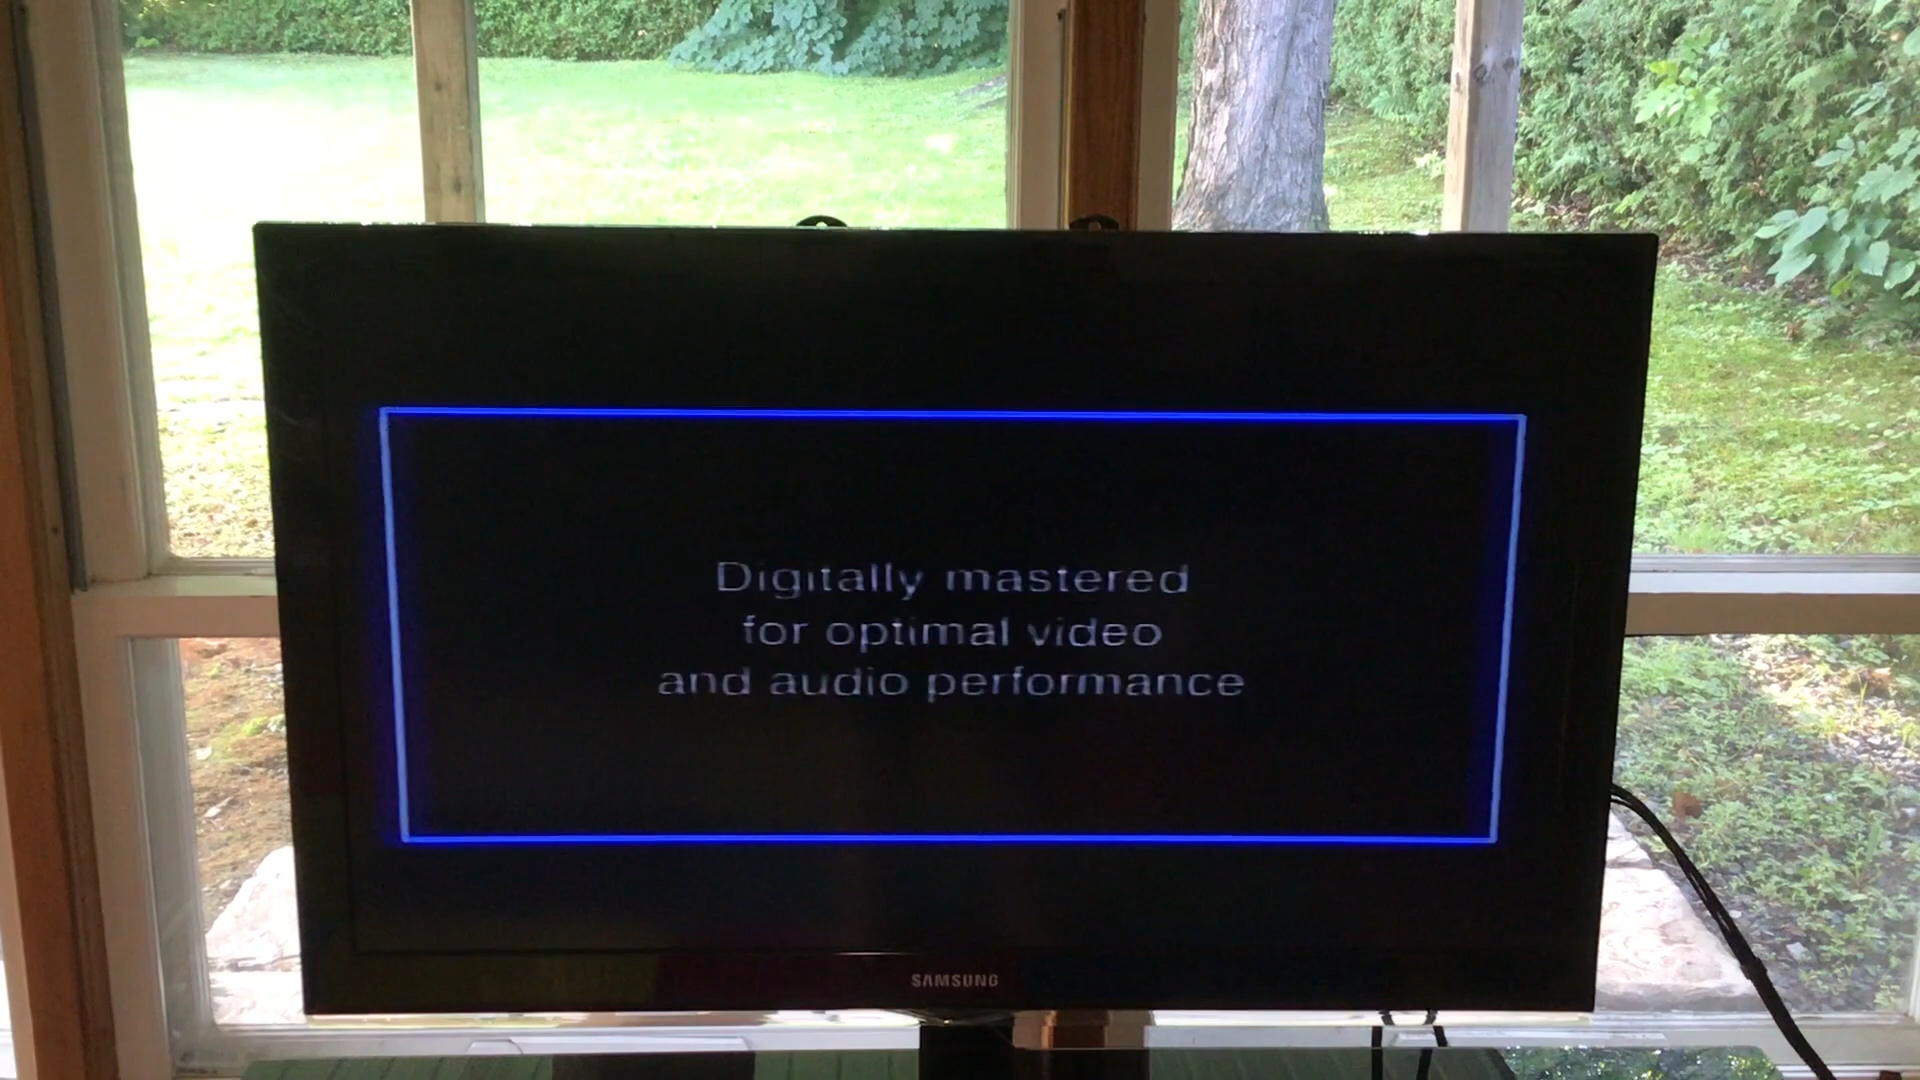 Digitally mastered
for optimal video
and audio performance
SAMSUNG